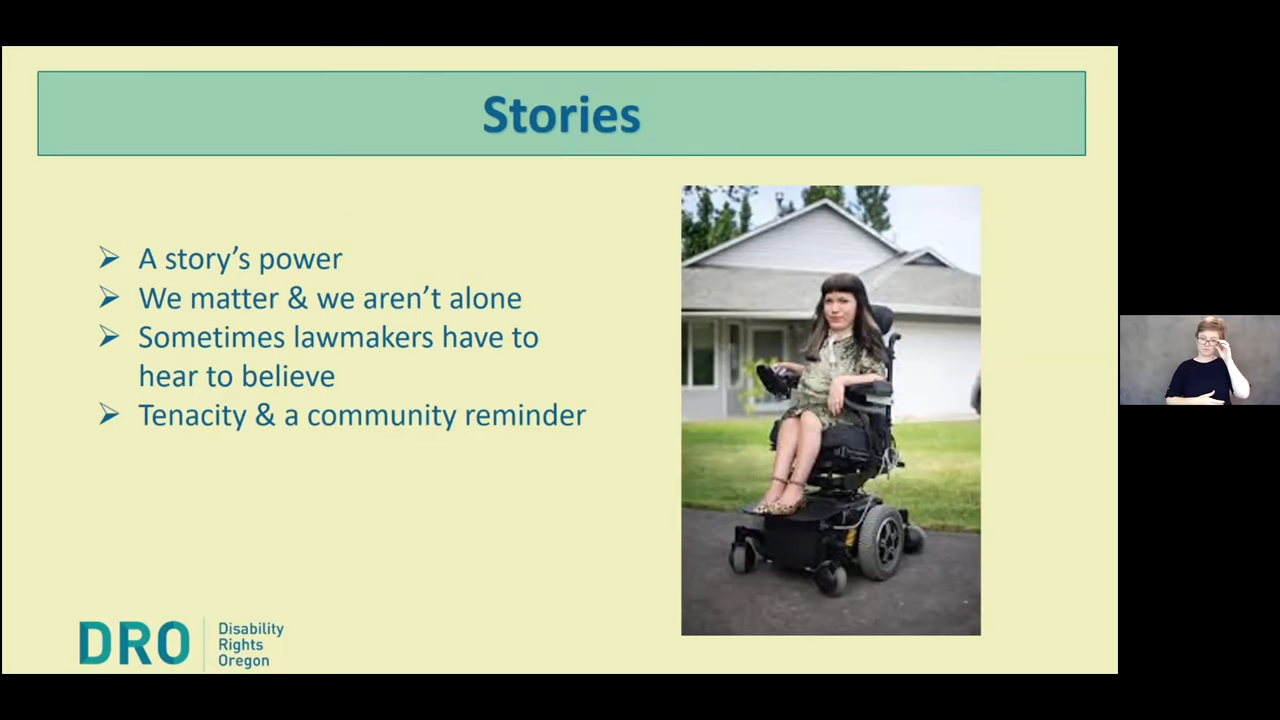 Stories
A story’s power
We matter & we aren’t alone
Sometimes lawmakers have to
hear to believe
Tenacity & a community reminder
DRO
Disability
Rights
Oregon